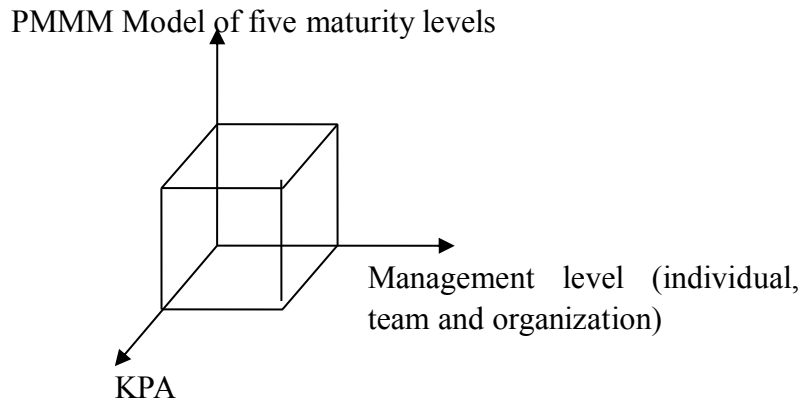 PMMM Model of five maturity levels
Management level (individual,
team and organization)
KPA